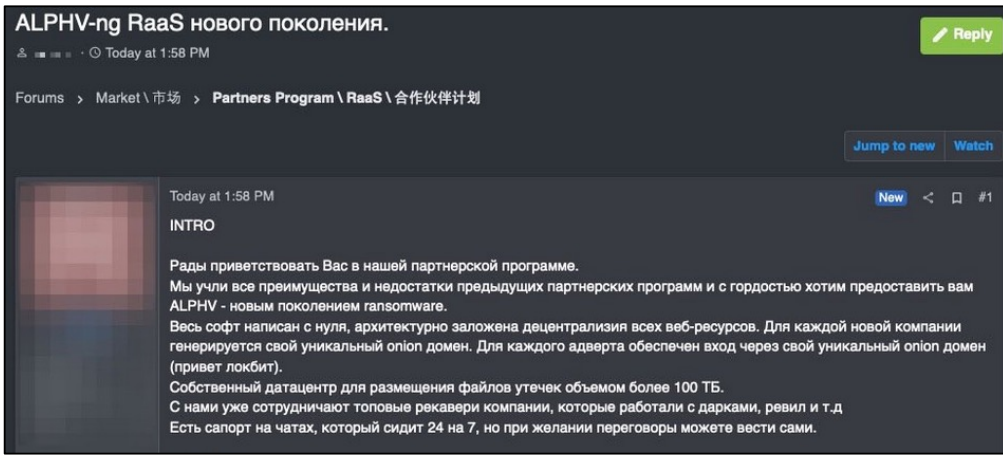 ALPHV-ng RaaS нового поколения.
Reply
Today at 1:58 PM
Forums > Market \ 市场 > Partners Program \ RaaS \ 合作伙伴计划
Jump to new Watch
Today at 1:58 PM New #1
INTRO
Рады приветствовать Вас в нашей партнерской программе.
Мы учли все преимущества и недостатки предыдущих партнерских программ и с гордостью хотим предоставить вам
ALPHV - новым поколением ransomware.
Весь софт написан с нуля, архитектурно заложена децентрализия всех веб-ресурсов. Для каждой новой компании
генерируется свой уникальный onion домен. Для каждого адверта обеспечен вход через свой уникальный onion домен
(привет локбит).
Собственный датацентр для размещения файлов утечек объемом более 100 ТБ.
С нами уже сотрудничают топовые рекавери компании, которые работали с дарками, ревил и т.д
Есть сапорт на чатах, который сидит 24 на 7, но при желании переговоры можете вести сами.